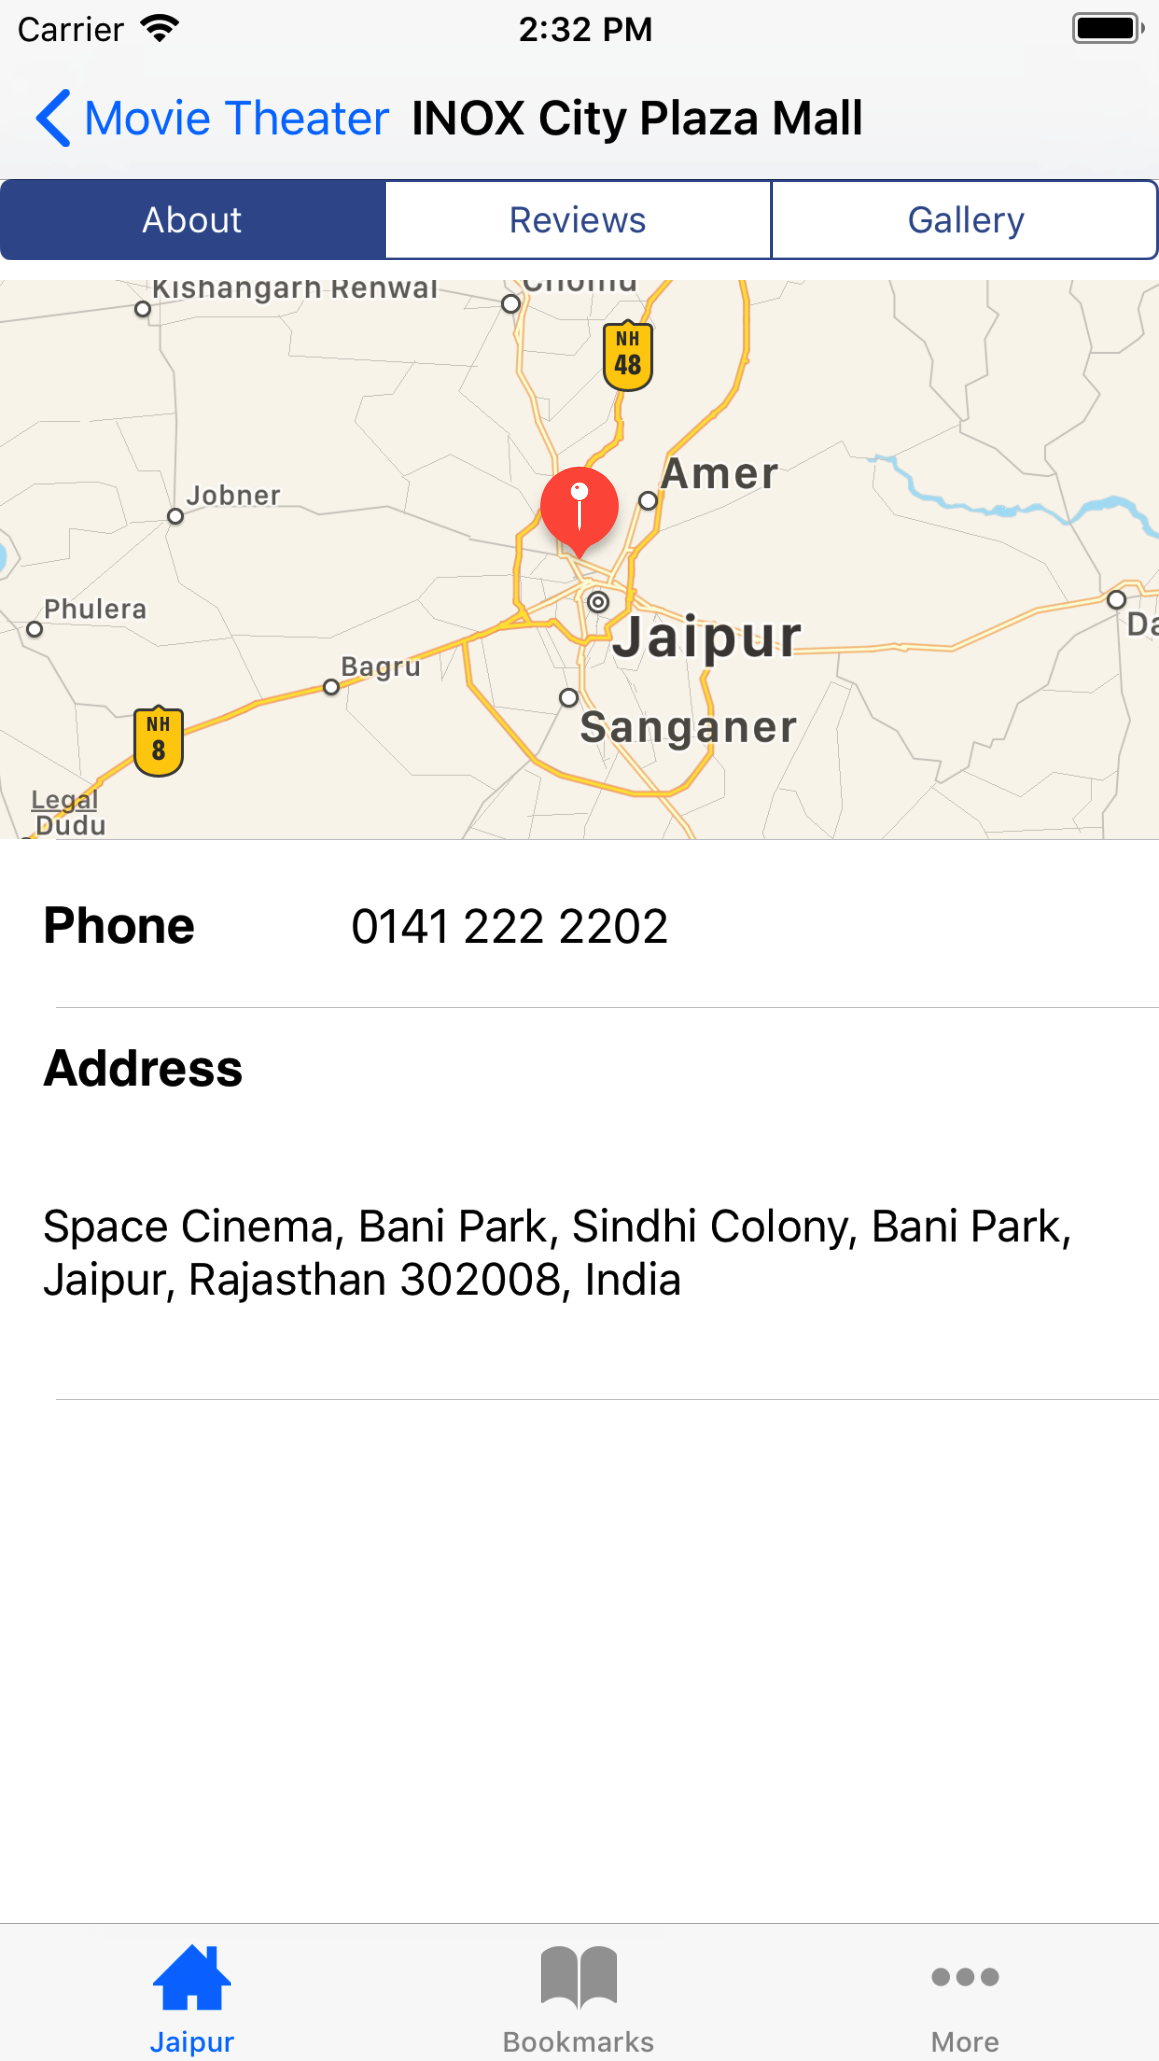 Carrier
2:32 PM
Movie Theater
INOX City Plaza Mall
About
Reviews
Gallery
Kishangarh Renwal
NH
48
Amer
Jobner
Phulera
Jaipur
Bagru
Sanganer
NH
8
Legal
Dudu
Phone
0141 222 2202
Address
Space Cinema, Bani Park, Sindhi Colony, Bani Park,
Jaipur, Rajasthan 302008, India
Jaipur
Bookmarks
More